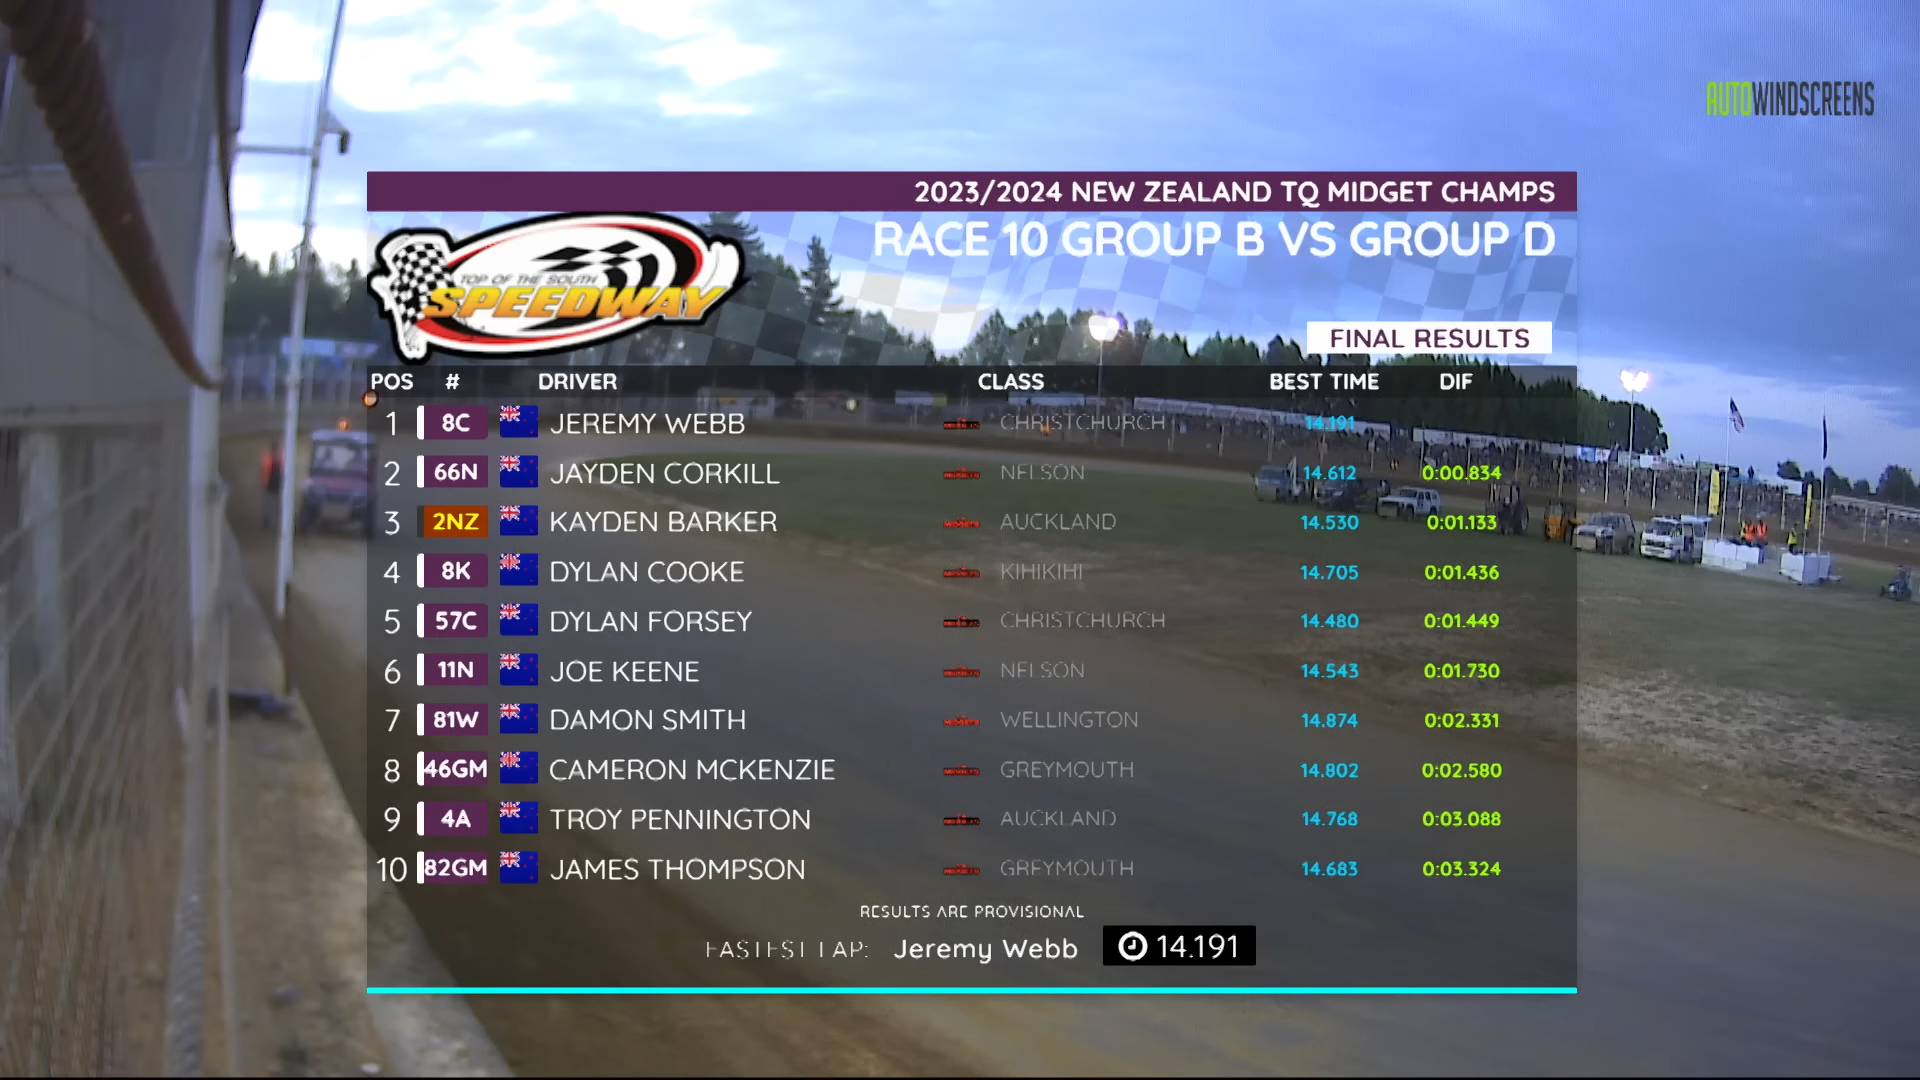 AUTOWINDSCREENS
2023/2024 NEW ZEALAND TQ MIDGET CHAMPS
RACE 10 GROUP B VS GROUP D
TOP OF THE SOUTH
SPEEDWAY
FINAL RESULTS
POS # DRIVER CLASS BEST TIME DIF
1 8C JEREMY WEBB CHRISTCHURCH 14.191
2 66N JAYDEN CORKILL NELSON 14.612 0:00.834
3 2NZ KAYDEN BARKER AUCKLAND 14.530 0:01.133
4 8K DYLAN COOKE KIHIKIHI 14.705 0:01.436
5 57C DYLAN FORSEY CHRISTCHURCH 14.480 0:01.449
6 11N JOE KEENE NELSON 14.543 0:01.730
7 81W DAMON SMITH WELLINGTON 14.874 0:02.331
8 46GM CAMERON MCKENZIE GREYMOUTH 14.802 0:02.580
9 4A TROY PENNINGTON AUCKLAND 14.768 0:03.088
10 82GM JAMES THOMPSON GREYMOUTH 14.683 0:03.324
RESULTS ARE PROVISIONAL
FASTEST LAP: Jeremy Webb 14.191